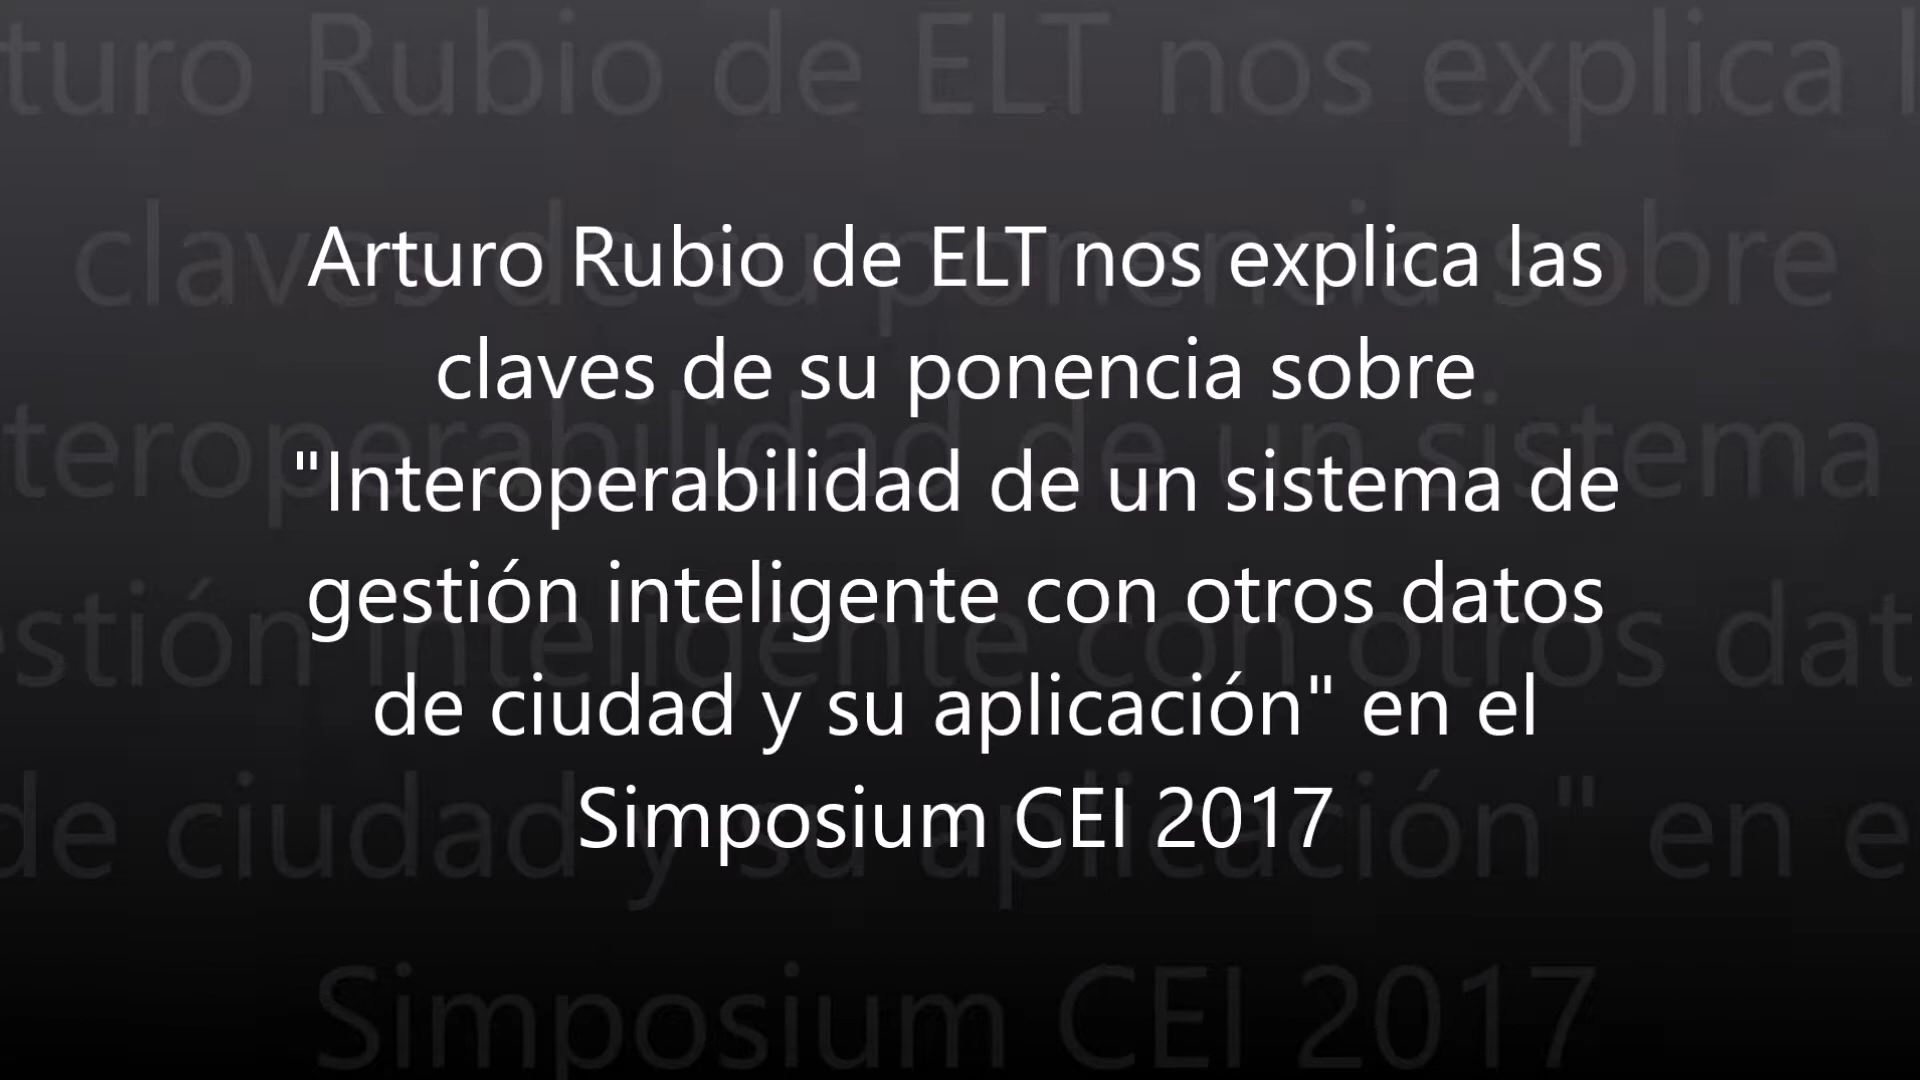 Arturo Rubio de ELT nos explica las
claves de su ponencia sobre
"Interoperabilidad de un sistema de
gestión inteligente con otros datos
de ciudad y su aplicación" en el
Simposium CEI 2017